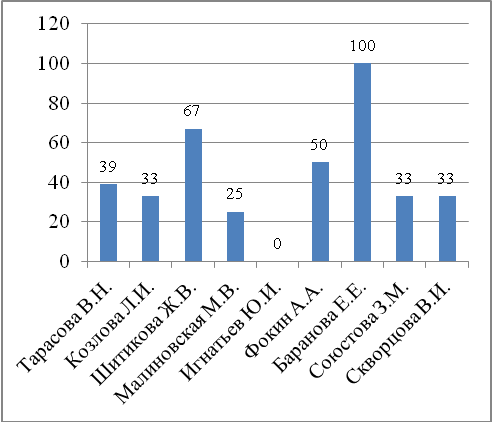 120
100
80
60
40
20
0
39
33
67
25
0
50
100
33
33
Тарасова В.Н.
Козлова Л.И.
Шитикова Ж.В.
Малиновская М.В.
Игнатьев Ю.И.
Фокин А.А.
Баранова Е.Е.
Союстова З.М.
Скворцова В.И.